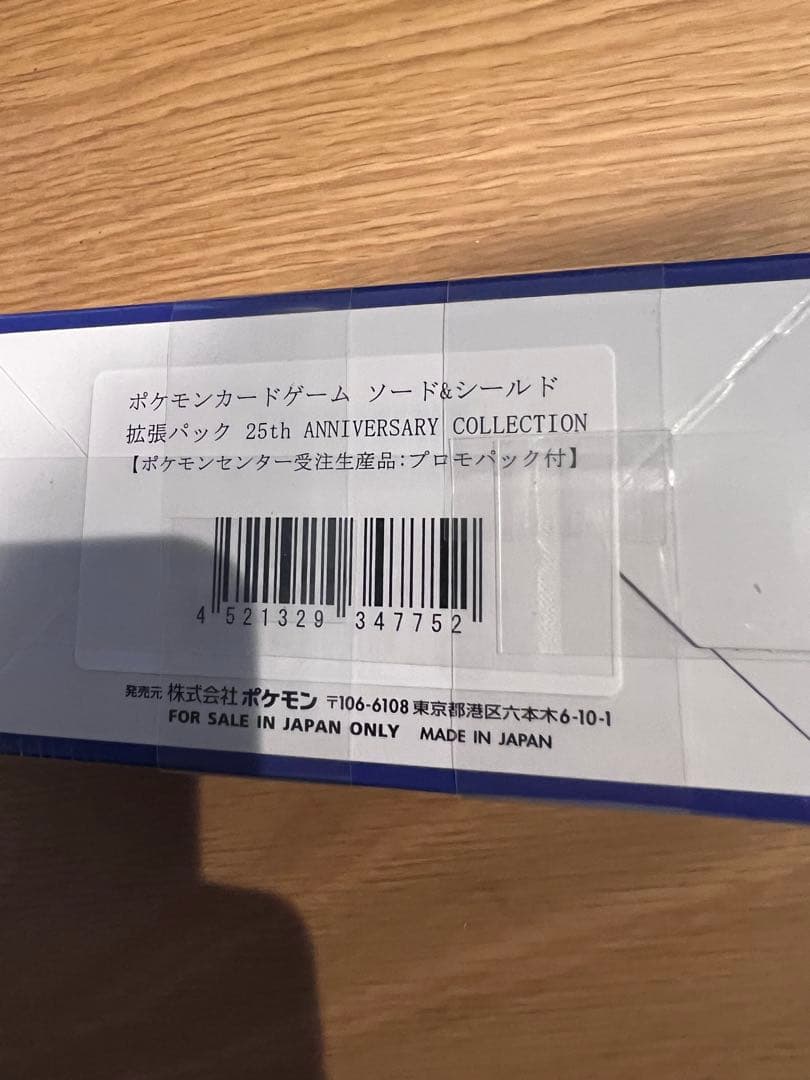 ポケモンカードゲーム ソード&シールド
拡張パック 25th ANNIVERSARY COLLECTION
【ポケモンセンター受注生産品:プロモパック付】
4 521329 347752
発売元 株式会社ポケモン 〒106-6108 東京都港区六本木6-10-1
FOR SALE IN JAPAN ONLY MADE IN JAPAN